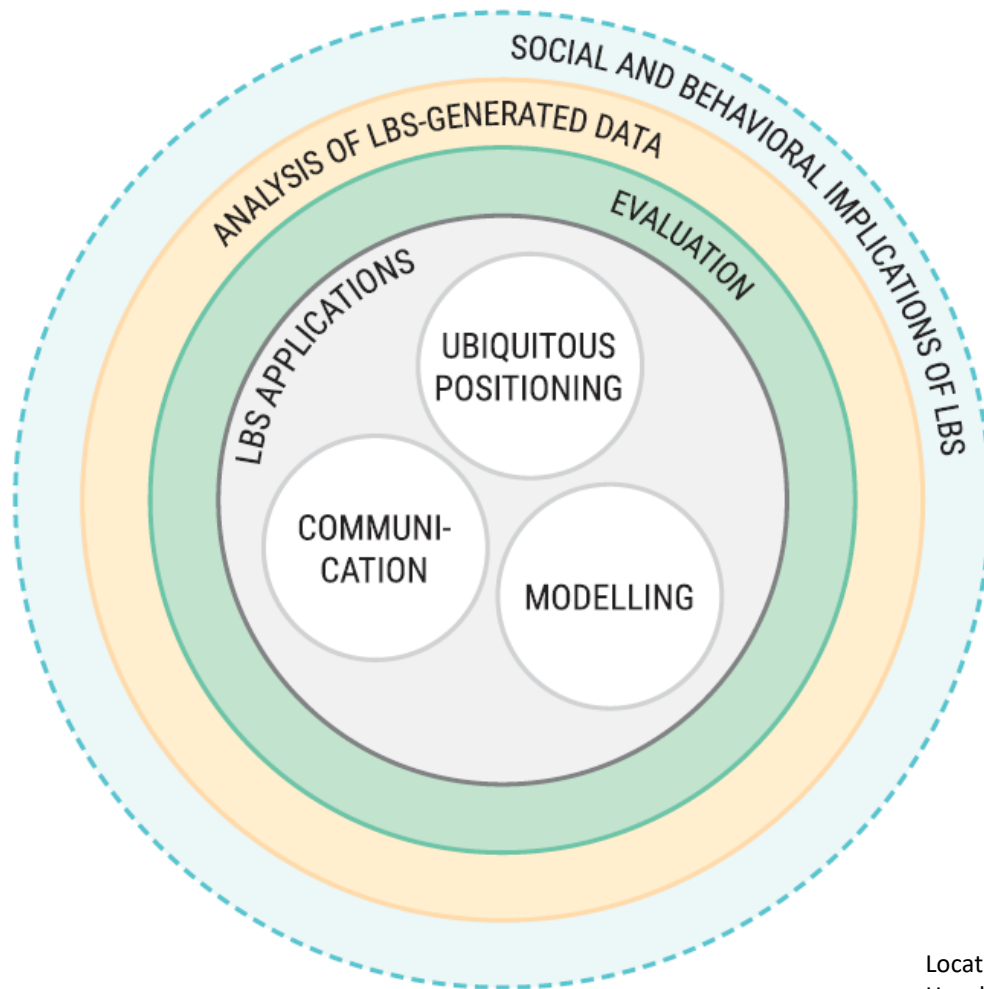 SOCIAL AND BEHAVIORAL IMPLICATIONS OF LBS
ANALYSIS OF LBS-GENERATED DATA
EVALUATION
LBS APPLICATIONS
UBIQUITOUS
POSITIONING
COMMUNI-
CATION
MODELLING
Locat